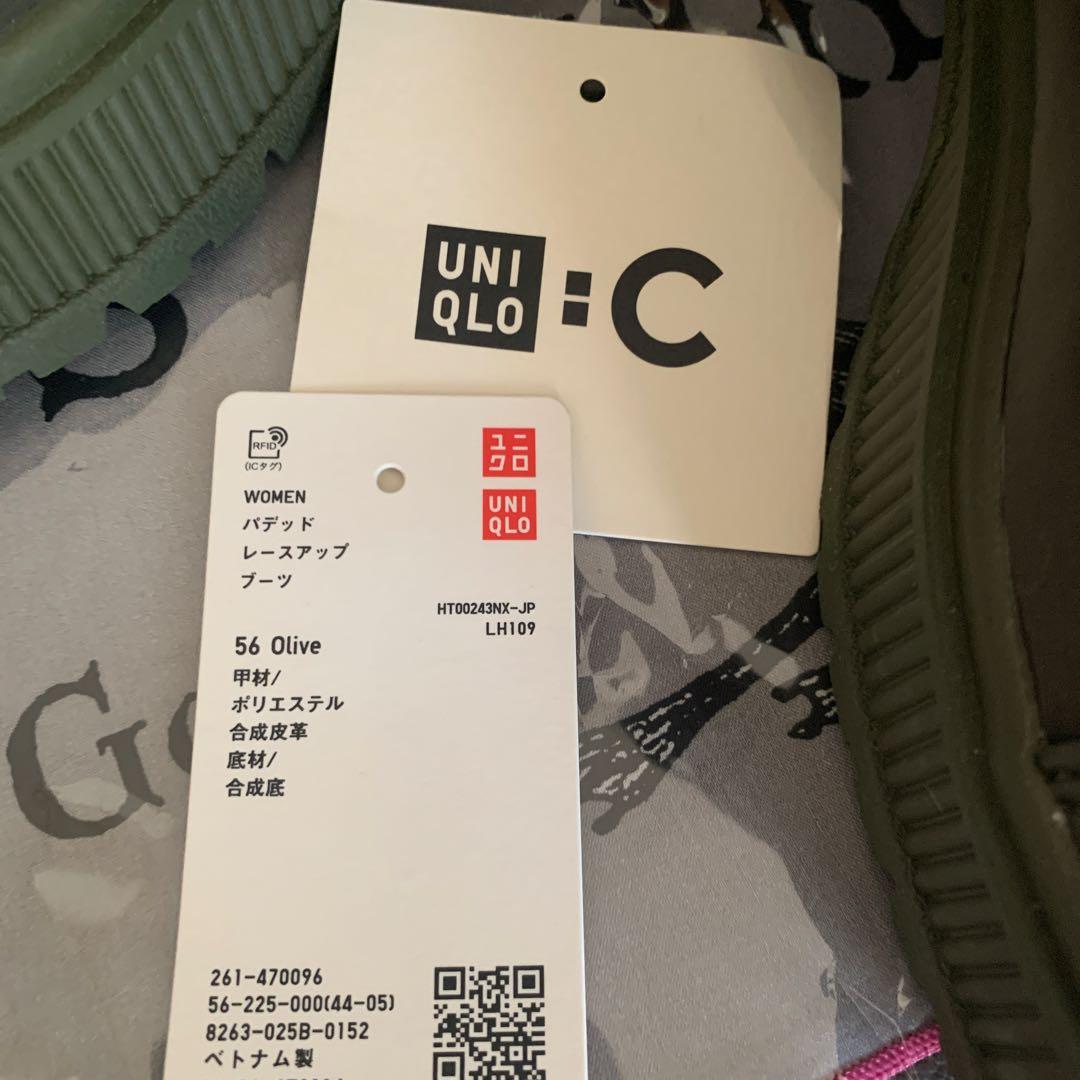 UNI
QLO
:C
RFID
(ICタグ)
ユニ
クロ
UNI
QLO
WOMEN
パデッド
レースアップ
ブーツ
HT00243NX-JP
LH109
56 Olive
甲材/
ポリエステル
合成皮革
底材/
合成底
261-470096
56-225-000(44-05)
8263-025B-0152
ベトナム製